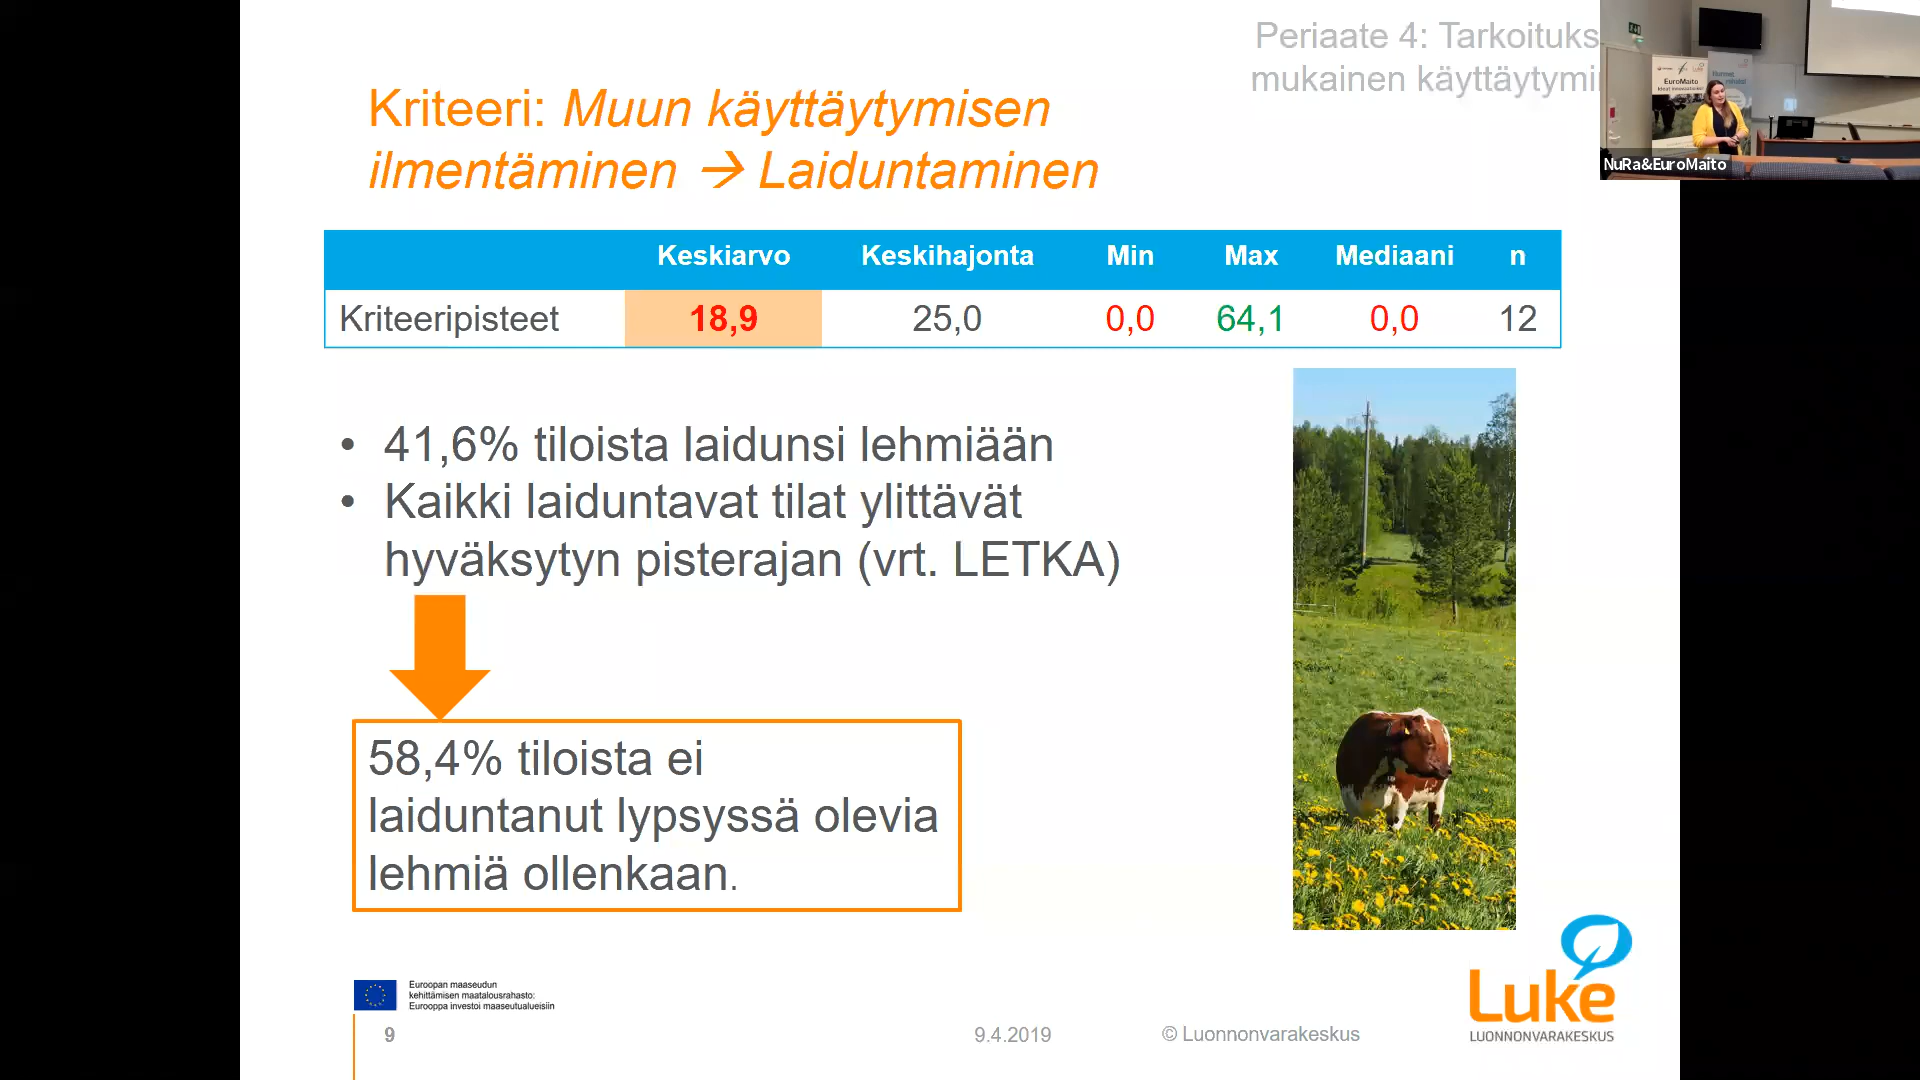 Periaate 4: Tarkoituks
mukainen käyttäytymi
Kriteeri: Muun käyttäytymisen
ilmentäminen → Laiduntaminen
Keskiarvo Keskihajonta Min Max Mediaani n
Kriteeripisteet 18,9 25,0 0,0 64,1 0,0 12
• 41,6% tiloista laidunsi lehmiään
• Kaikki laiduntavat tilat ylittävät
hyväksytyn pisterajan (vrt. LETKA)
58,4% tiloista ei
laiduntanut lypsyssä olevia
lehmiä ollenkaan.
Euroopan maaseudun
kehittämisen maatalousrahasto:
Eurooppa investoi maaseutualueisiin
9 9.4.2019 © Luonnonvarakeskus
Luke
LUONNONVARAKESKUS
EuroMaito
NuRa&EuroMaito